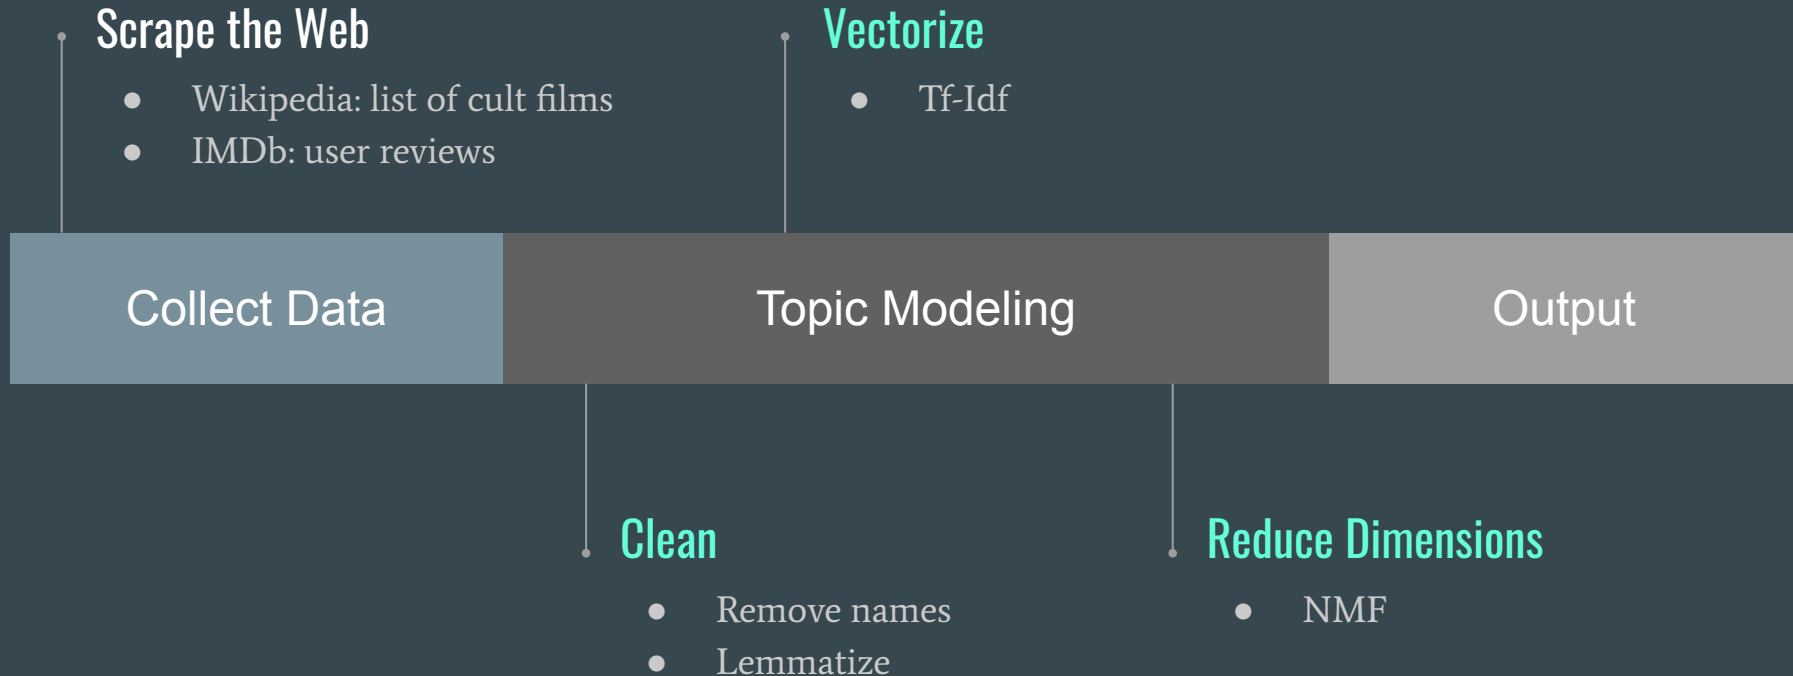 Scrape the Web
● Wikipedia: list of cult films
● IMDb: user reviews
Vectorize
● Tf-Idf
Collect Data
Topic Modeling
Output
Clean
● Remove names
● Lemmatize
Reduce Dimensions
● NMF